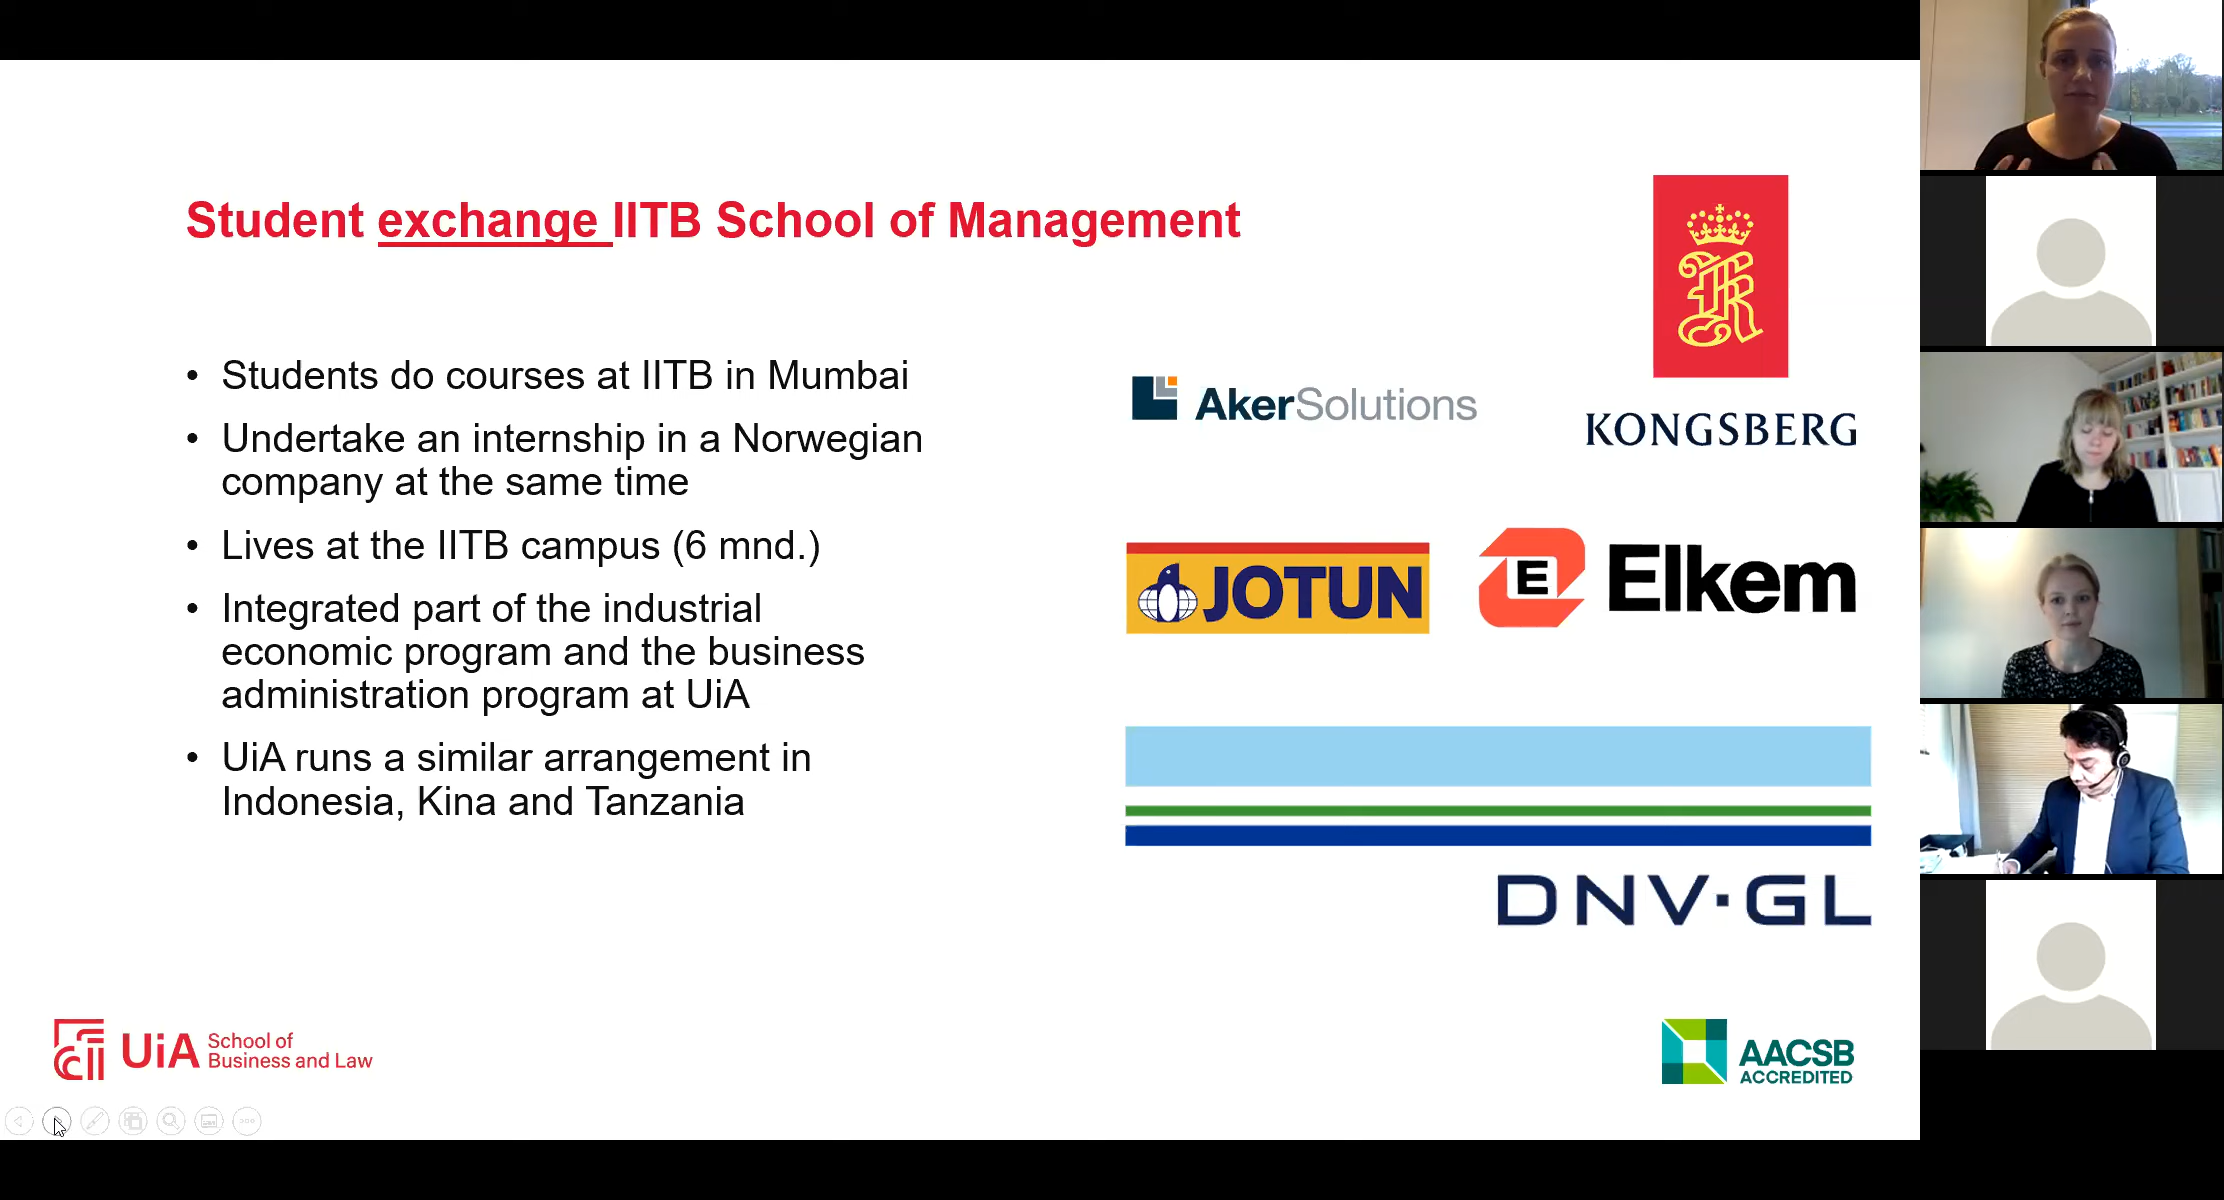 Student exchange IITB School of Management
• Students do courses at IITB in Mumbai
• Undertake an internship in a Norwegian
company at the same time
• Lives at the IITB campus (6 mnd.)
• Integrated part of the industrial
economic program and the business
administration program at UiA
• UiA runs a similar arrangement in
Indonesia, Kina and Tanzania
AkerSolutions
KONGSBERG
JOTUN
E Elkem
DNV·GL
UiA School of
Business and Law
AACSB
ACCREDITED